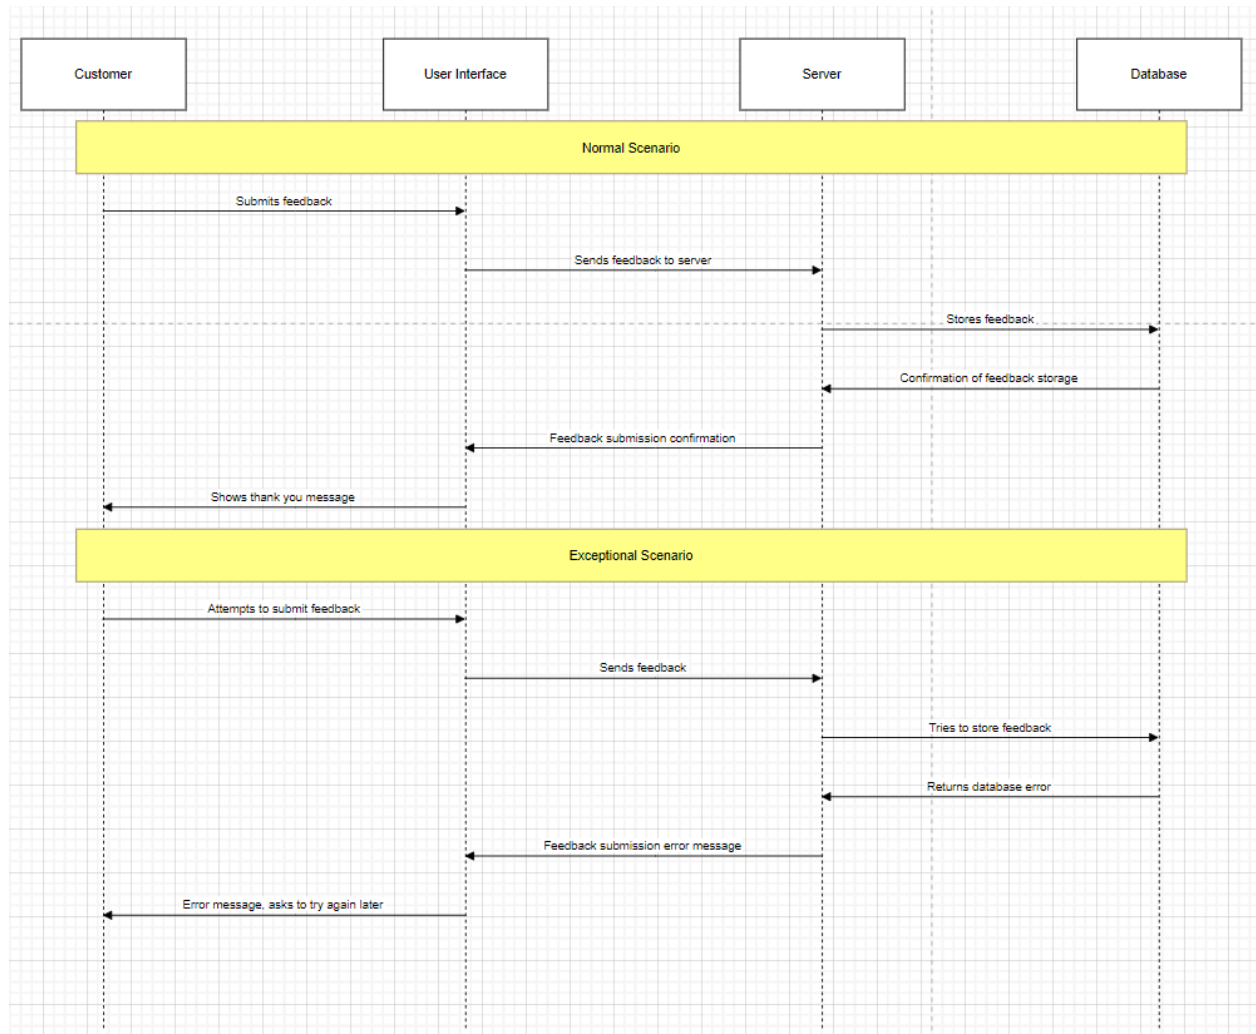 Customer
User Interface
Server
Database
Normal Scenario
Submits feedback
Sends feedback to server
Stores feedback
Confirmation of feedback storage
Feedback submission confirmation
Shows thank you message
Exceptional Scenario
Attempts to submit feedback
Sends feedback
Tries to store feedback
Returns database error
Feedback submission error message
Error message, asks to try again later